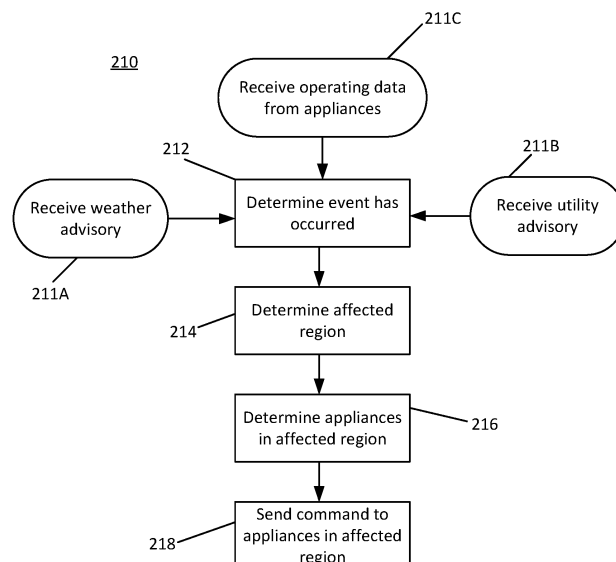 211C
210
Receive operating data
from appliances
212
211B
Receive weather
advisory
Determine event has
occurred
Receive utility
advisory
211A
Determine affected
region
214
Determine appliances
in affected region
216
Send command to
appliances in affected
region
218